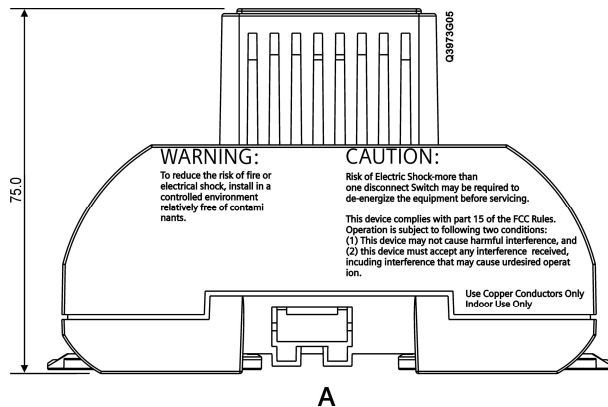 Q3973G05
75.0
WARNING:
To reduce the risk of fire or
electrical shock, install in a
controlled environment
relatively free of contami
nants.
CAUTION:
Risk of Electric Shock-more than
one disconnect Switch may be required to
de-energize the equipment before servicing.
This device complies with part 15 of the FCC Rules.
Operation is subject to following two conditions:
(1) This device may not cause harmful interference, and
(2) this device must accept any interference received,
incuding interference that may cause urdesired operat
ion.
Use Copper Conductors Only
Indoor Use Only
A